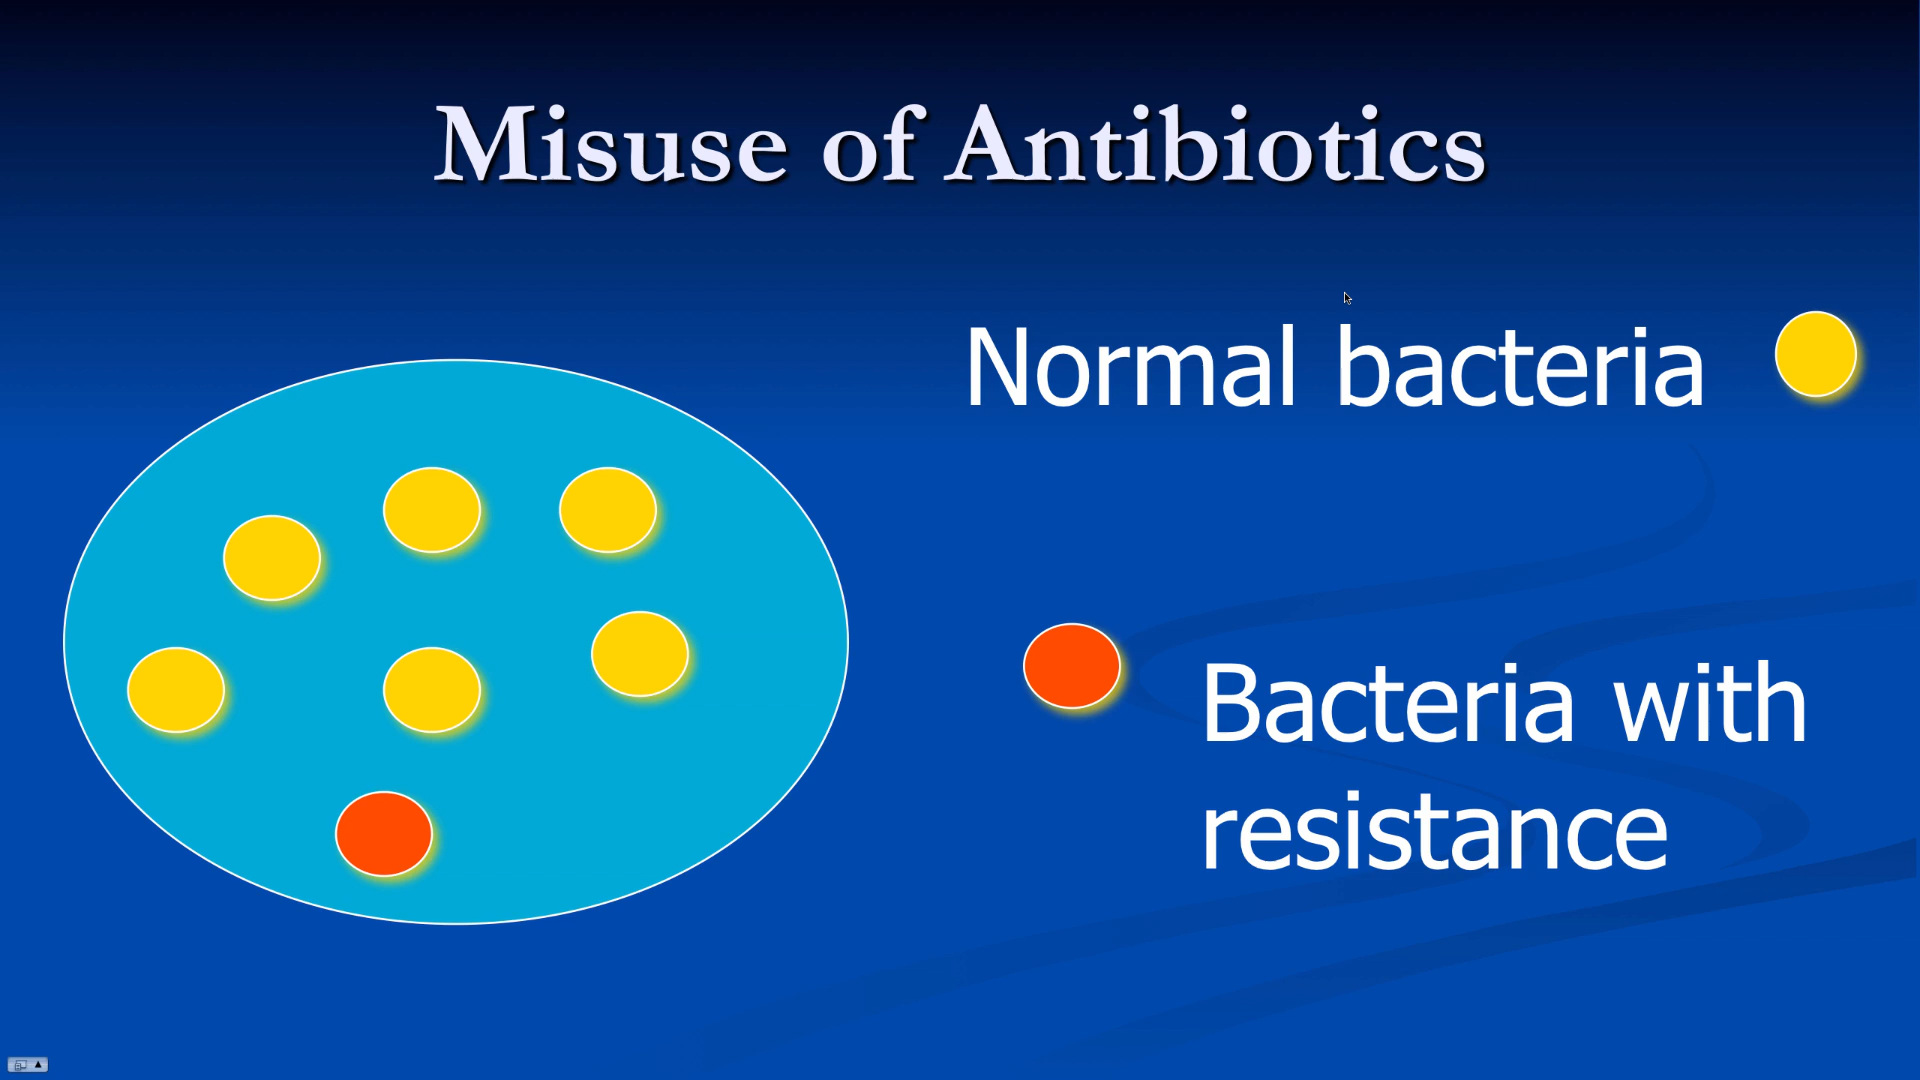 Misuse of Antibiotics
Normal bacteria
Bacteria with
resistance